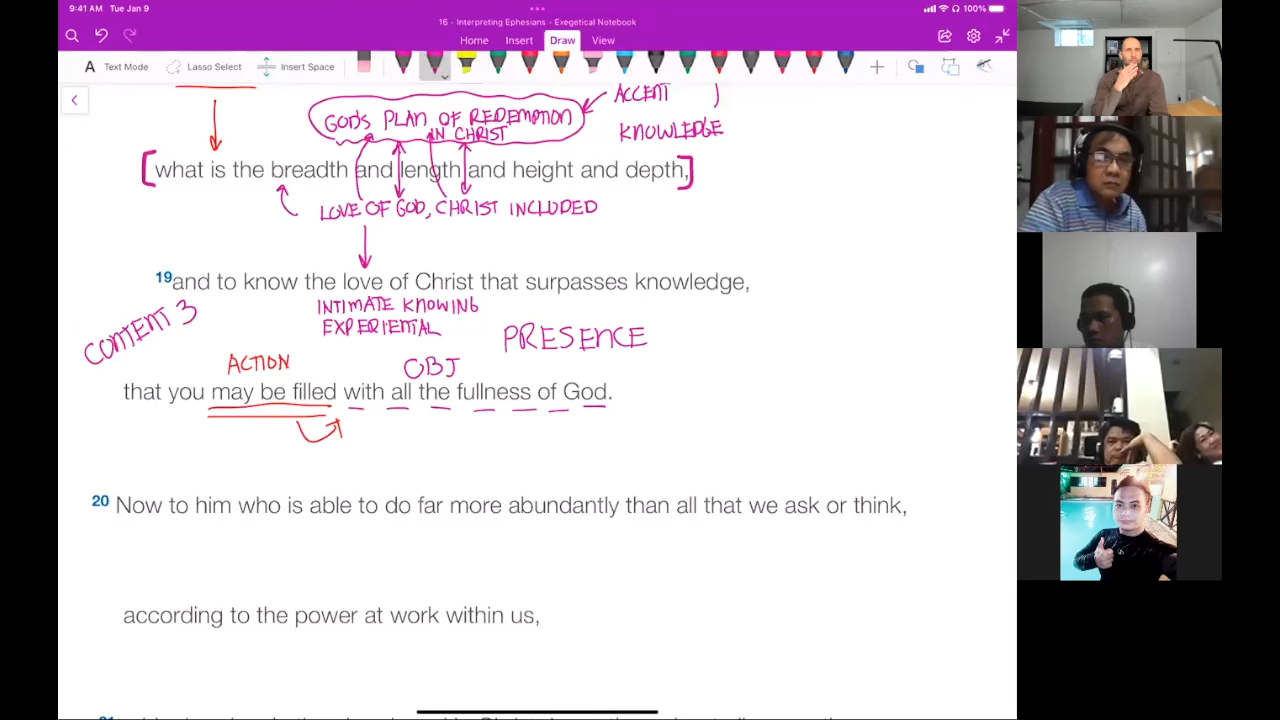 9:41 AM Tue Jan 9
100%
16 - Interpreting Ephesians - Exegetical Notebook
Home Insert Draw View
A Text Mode Lasso Select Insert Space
GOD'S PLAN OF REDEMPTION
IN CHRIST
ACCENT
KNOWLEDGE
[what is the breadth and length and height and depth,]
LOVE OF GOD, CHRIST INCLUDED
19and to know the love of Christ that surpasses knowledge,
CONTENT 3
INTIMATE KNOWING
EXPERIENTAL
PRESENCE
ACTION
OBJ
that you may be filled with all the fullness of God.
20 Now to him who is able to do far more abundantly than all that we ask or think,
according to the power at work within us,